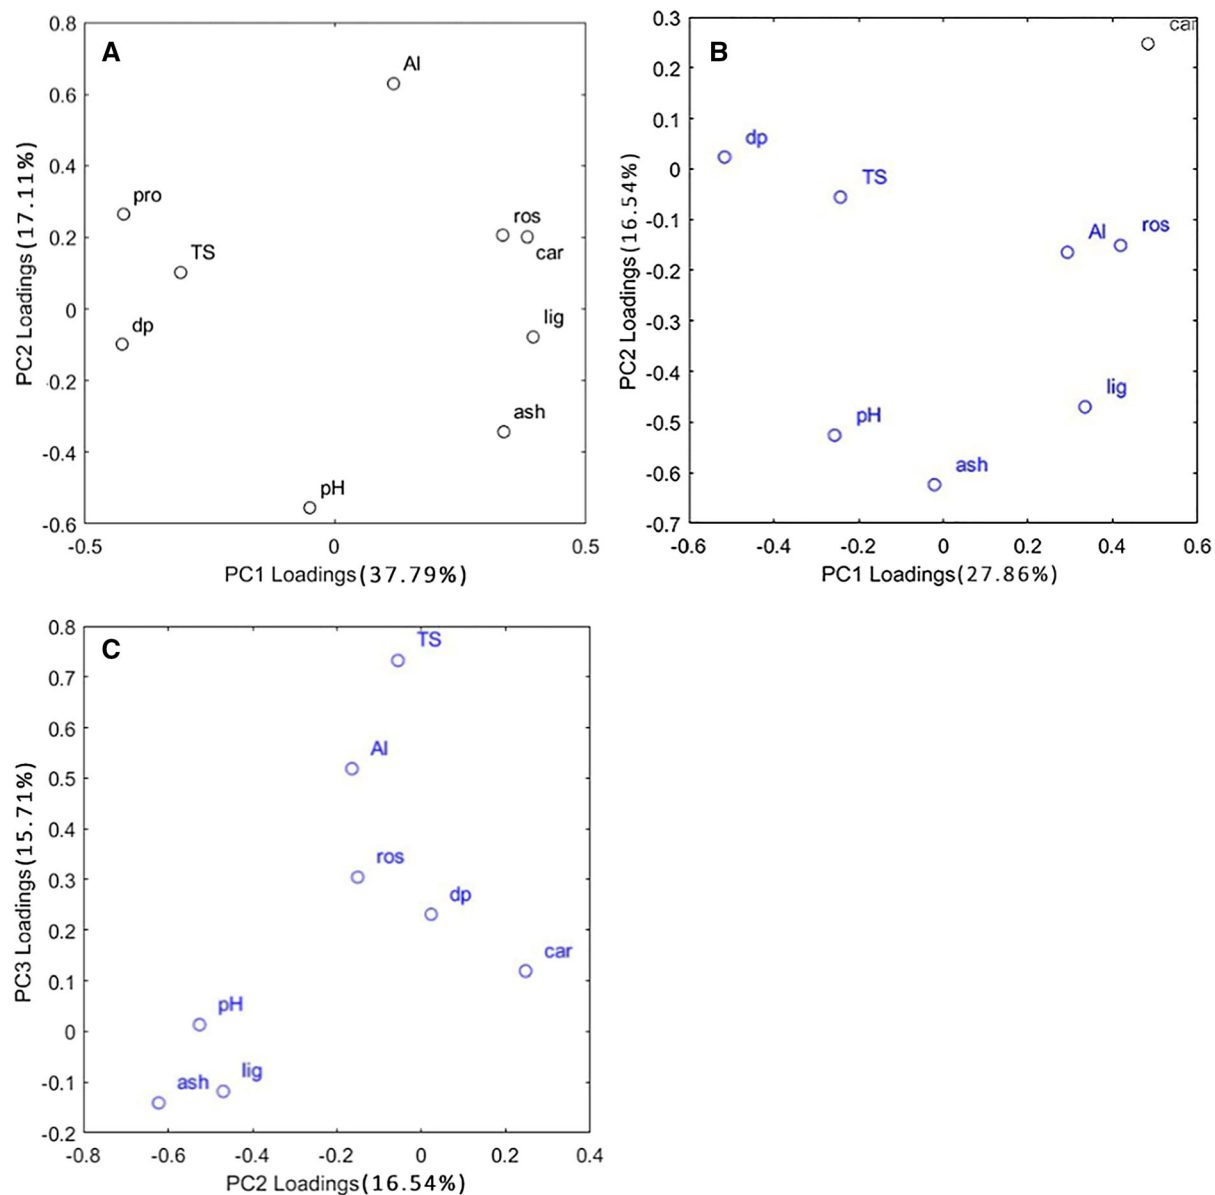 A
0.8
0.6
0.4
0.2
0
0.2
-0.4
-0.6
PC2 Loadings(17.11%)
AI
pro
TS
dp
ros
car
lig
ash
pH
-0.5
0
0.5
PC1 Loadings(37.79%)
B
0.3
0.2
0.1
0
-0.1
-0.2
-0.3
-0.4
-0.5
-0.6
-0.7
PC2 Loadings(16.54%)
car
dp
TS
AI
ros
lig
pH
ash
-0.6
-0.4
-0.2
0
0.2
0.4
0.6
PC1 Loadings(27.86%)
C
0.8
0.7
0.6
0.5
0.4
0.3
0.2
0.1
0
-0.1
-0.2
PC3 Loadings(15.71%)
TS
AI
ros
dp
car
pH
lig
ash
-0.8
-0.6
-0.4
-0.2
0
0.2
0.4
PC2 Loadings(16.54%)